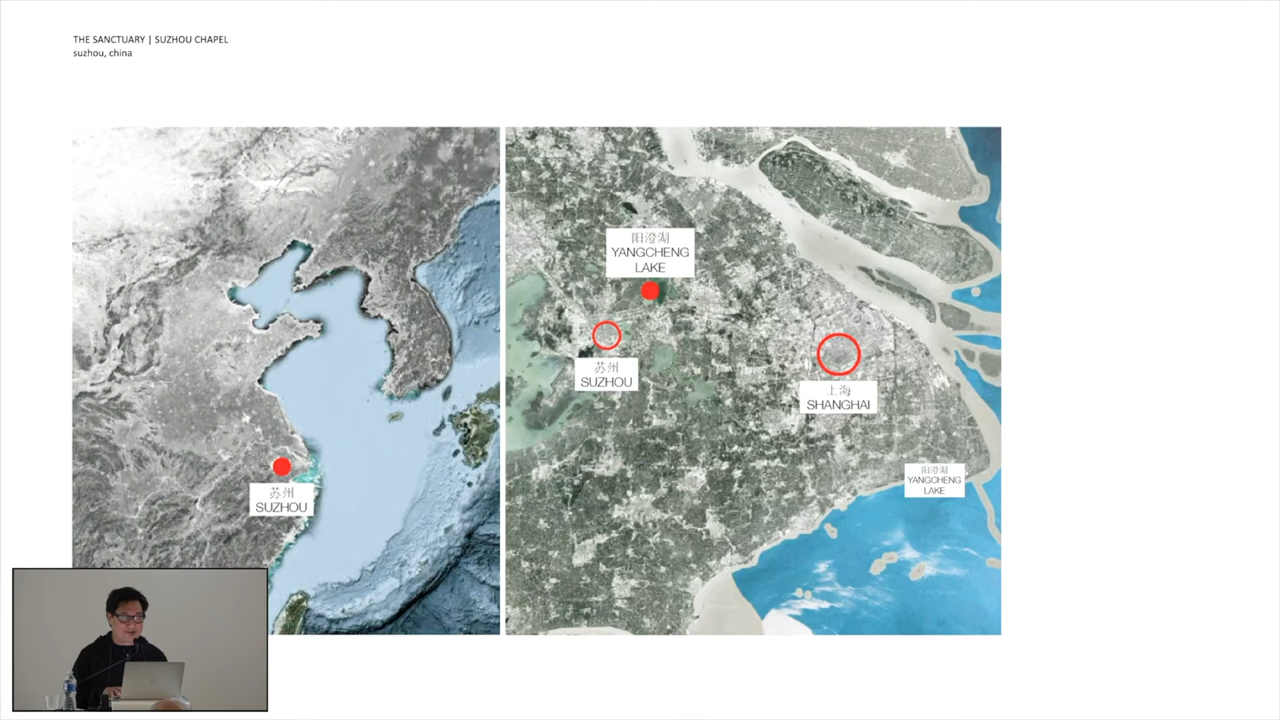 THE SANCTUARY | SUZHOU CHAPEL
suzhou, china
阳澄湖
YANGCHENG
LAKE
苏州
SUZHOU
上海
SHANGHAI
阳澄湖
YANGCHENG
LAKE
苏州
SUZHOU